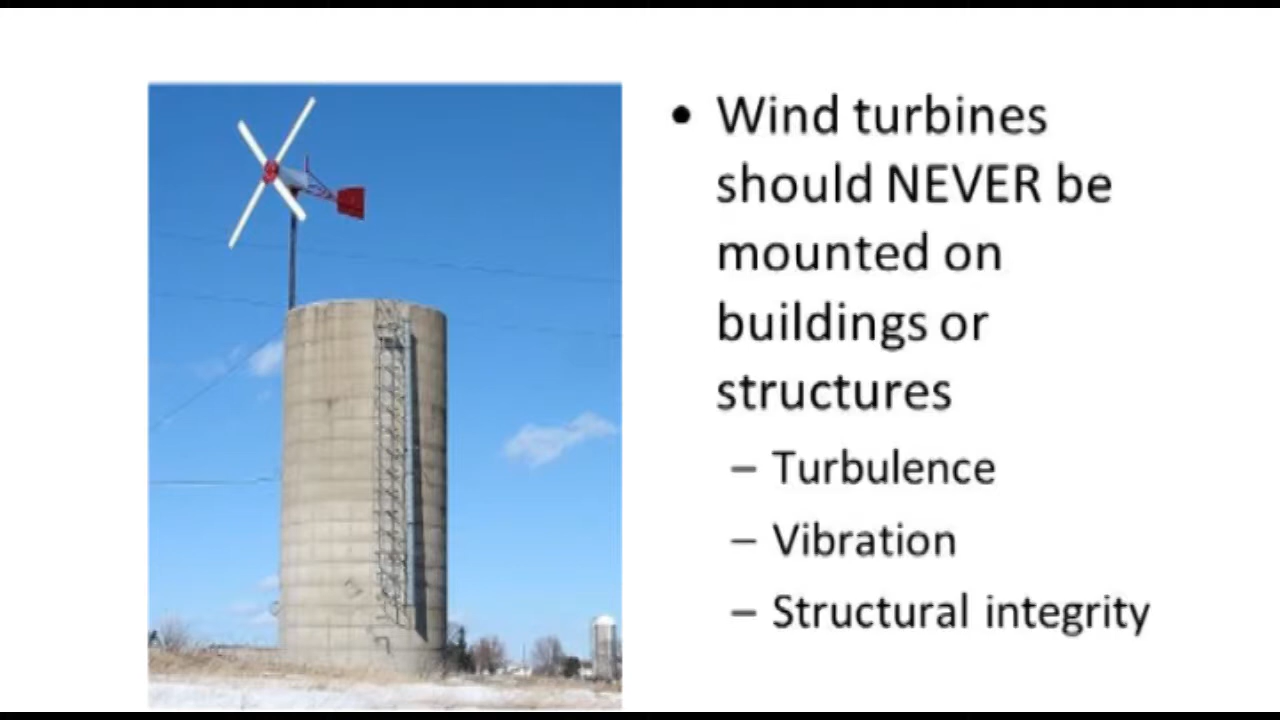 • Wind turbines
should NEVER be
mounted on
buildings or
structures
– Turbulence
– Vibration
– Structural integrity